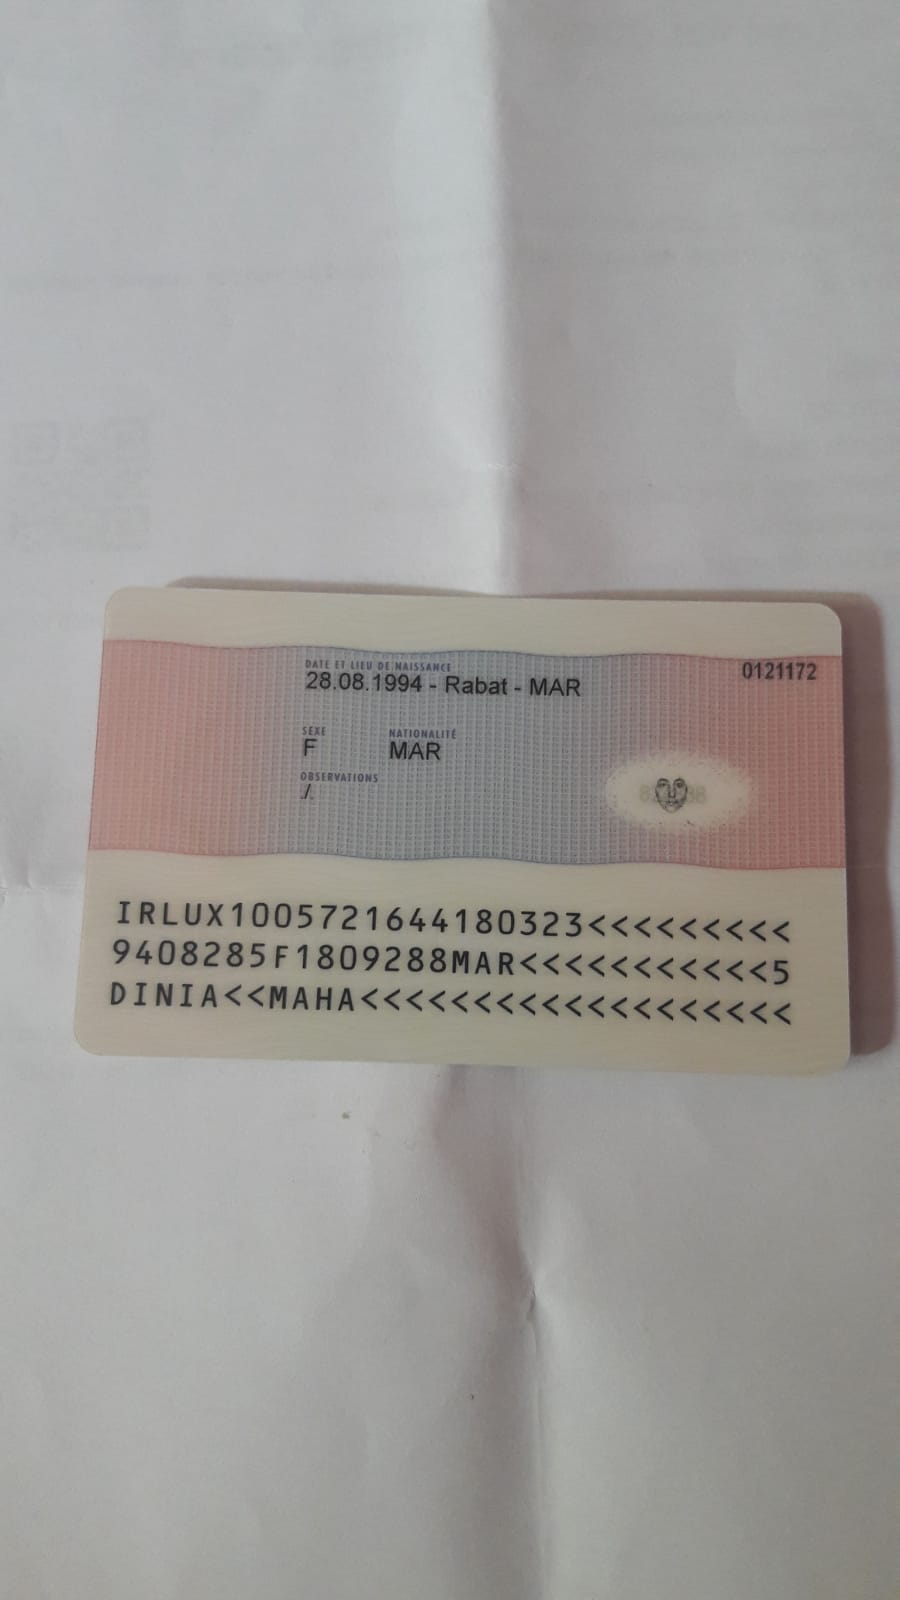 DATE ET LIEU DE NAISSANCE
28.08.1994 - Rabat - MAR
0121172
SEXE
F
NATIONALITÉ
MAR
OBSERVATIONS
./.
IRLUX1005721644180323<<<<<<<<<
9408285F1809288MAR<<<<<<<<<<<5
DINIA<<MAHA<<<<<<<<<<<<<<<<<<<